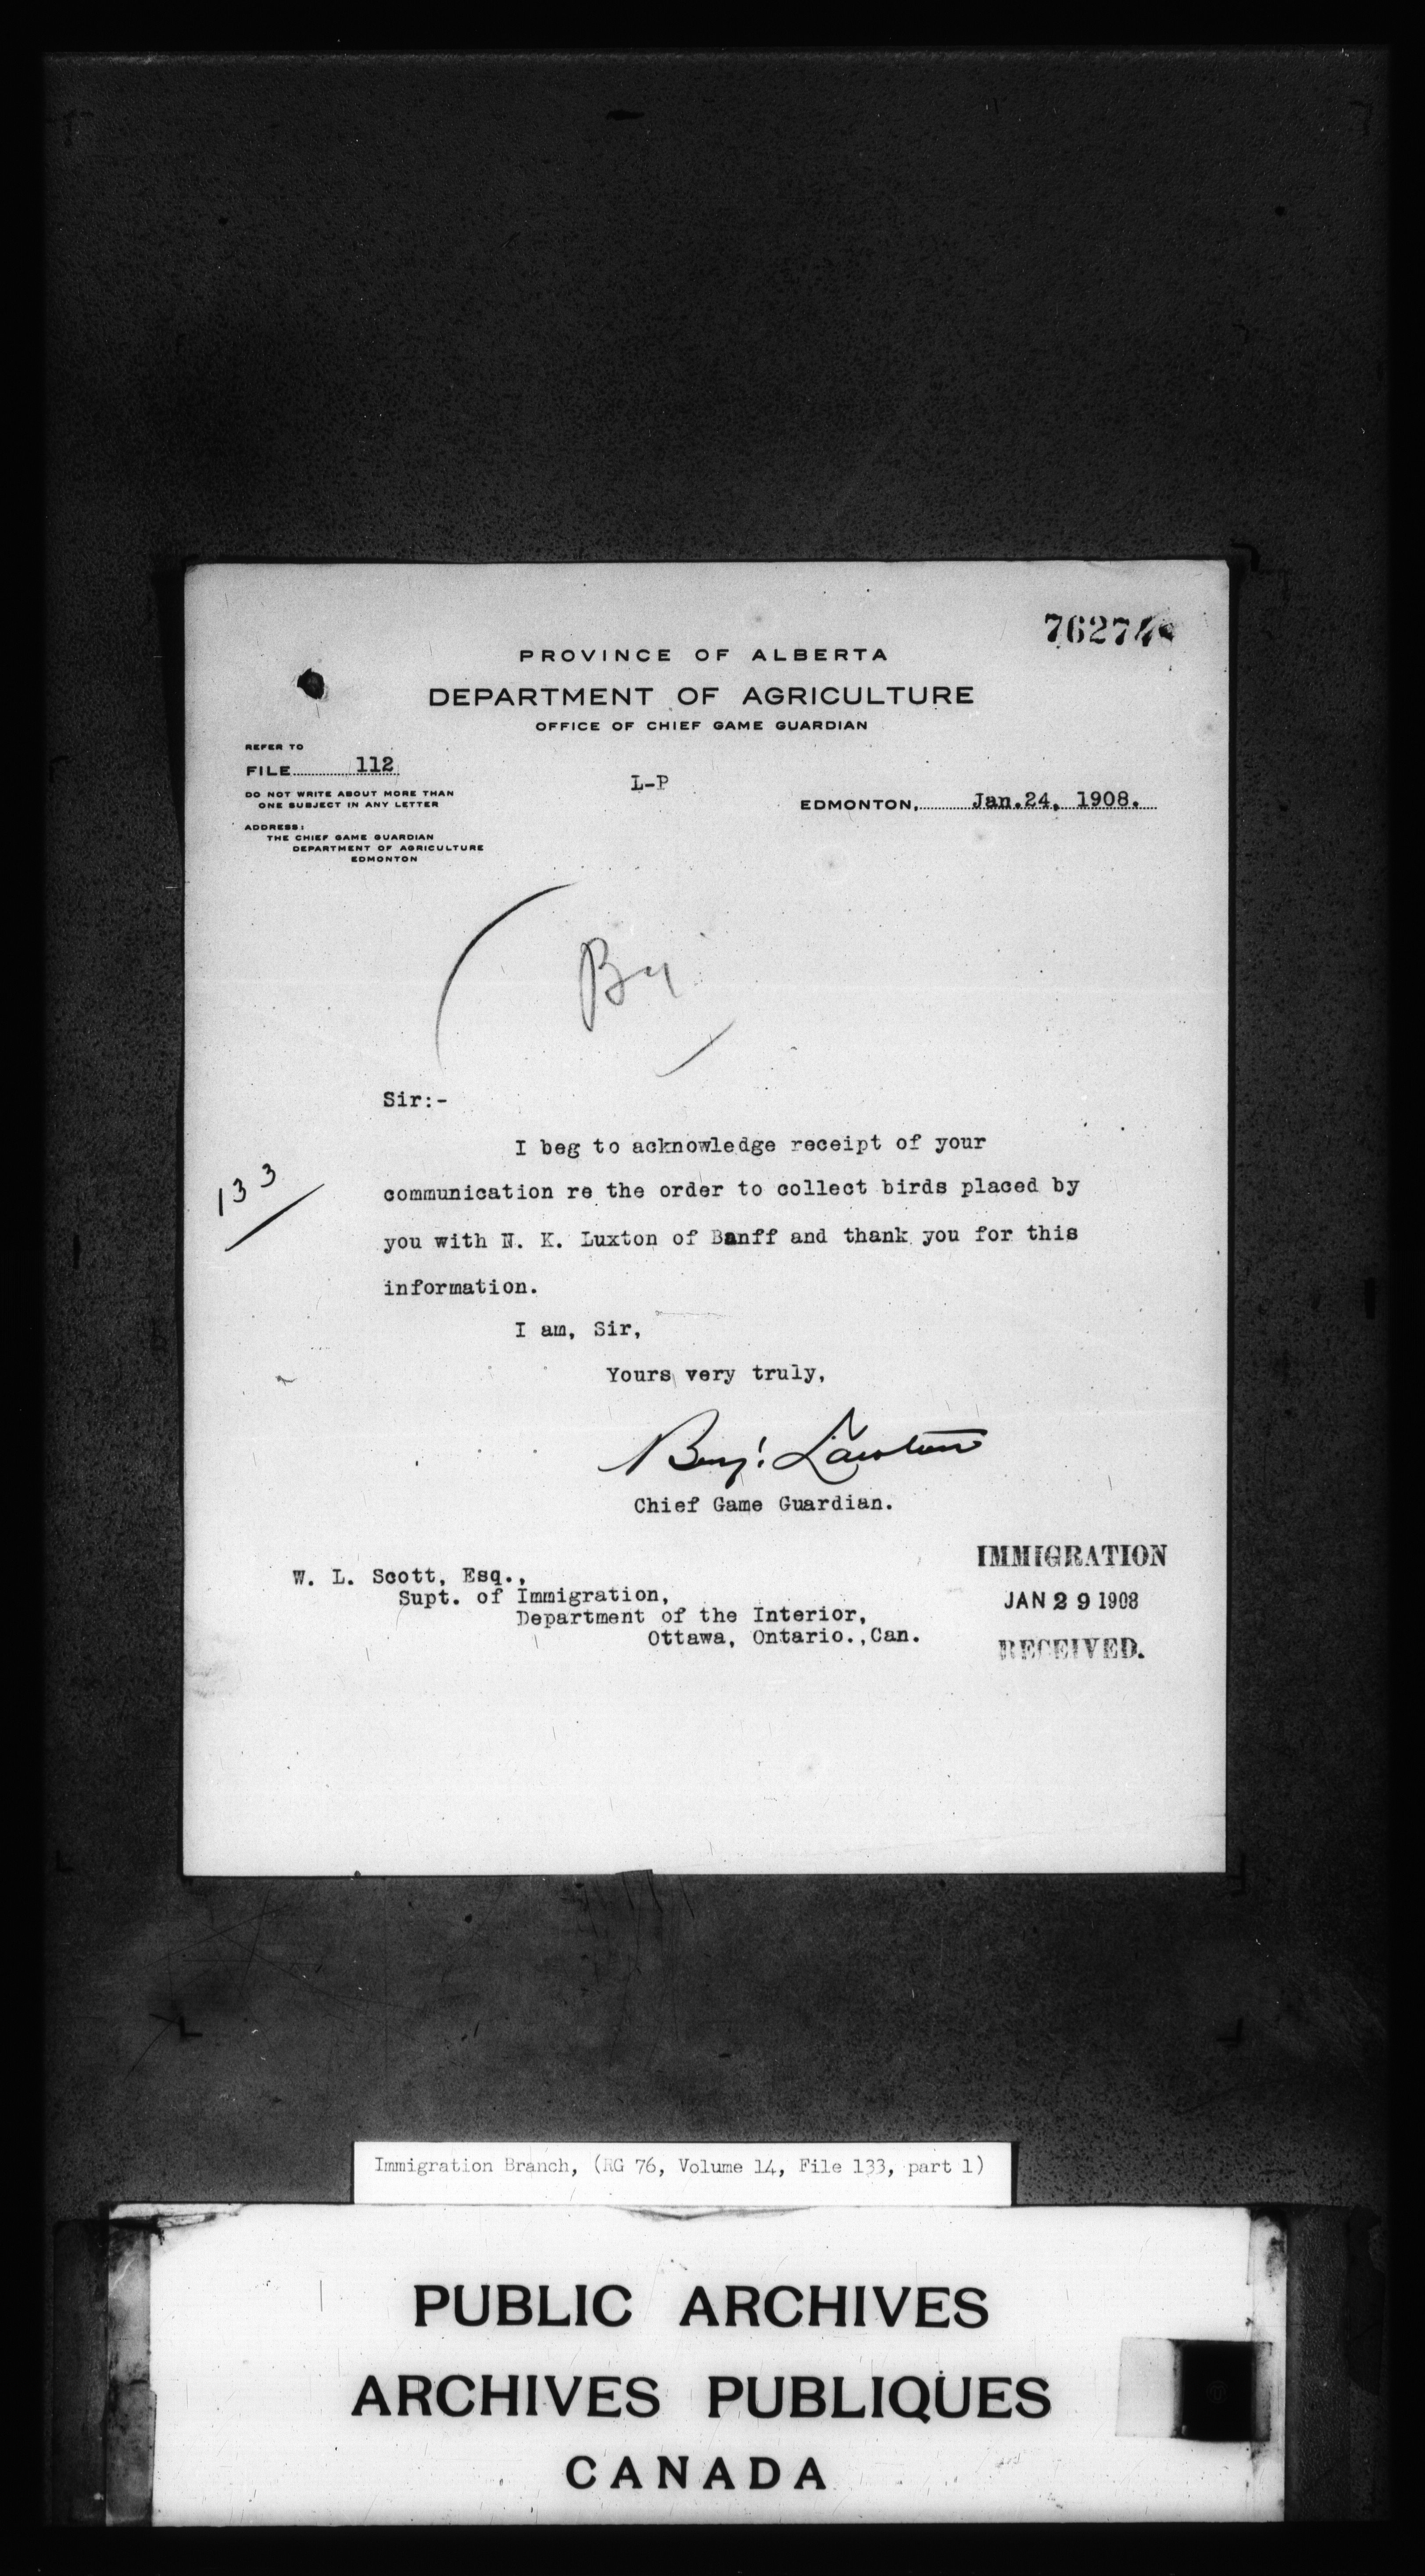 76274
PROVINCE OF ALBERTA
DEPARTMENT OF AGRICULTURE
OFFICE OF CHIEF GAME GUARDIAN
REFER TO
FILE 112
DO NOT WRITE ABOUT MORE THAN
ONE SUBJECT IN ANY LETTER
ADDRESS:
THE CHIEF GAME GUARDIAN
DEPARTMENT OF AGRICULTURE
EDMONTON
L-P
EDMONTON, Jan.24, 1908.
Sir:-
I beg to acknowledge receipt of your
133
communication re the order to collect birds placed by
you with N. K. Luxton of Banff and thank you for this
information.
I am, Sir,
Yours very truly,
Benj. Lawton
Chief Game Guardian.
W. L. Scott, Esq.,
Supt. of Immigration,
Department of the Interior,
Ottawa, Ontario.,Can.
IMMIGRATION
JAN 29 1908
RECEIVED.
Immigration Branch, (RG 76, Volume 14, File 133, part 1)
PUBLIC ARCHIVES
ARCHIVES PUBLIQUES
CANADA